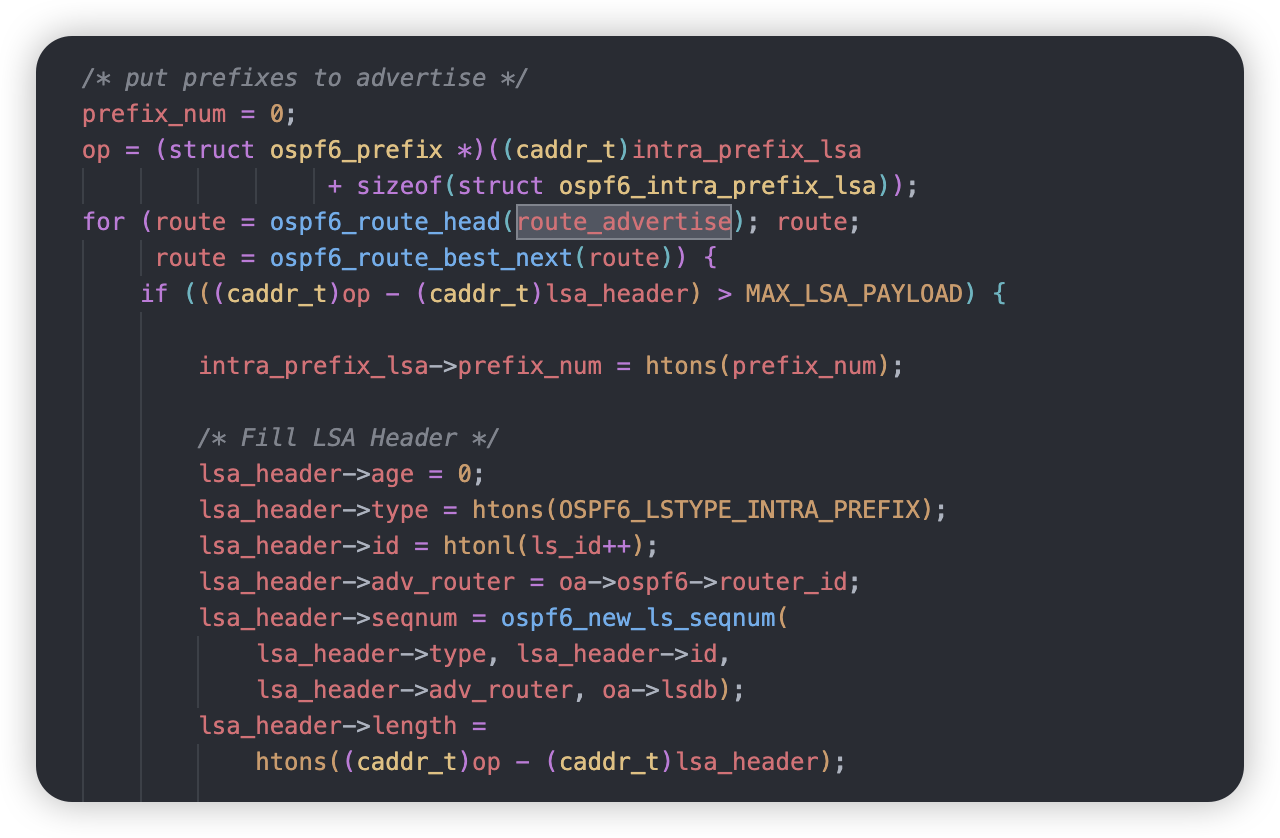 /* put prefixes to advertise */
prefix_num = 0;
op = (struct ospf6_prefix *)((caddr_t)intra_prefix_lsa
+ sizeof(struct ospf6_intra_prefix_lsa));
for (route = ospf6_route_head(route_advertise); route;
route = ospf6_route_best_next(route)) {
if (((caddr_t)op - (caddr_t)lsa_header) > MAX_LSA_PAYLOAD) {
intra_prefix_lsa->prefix_num = htons(prefix_num);
/* Fill LSA Header */
lsa_header->age = 0;
lsa_header->type = htons(OSPF6_LSTYPE_INTRA_PREFIX);
lsa_header->id = htonl(ls_id++);
lsa_header->adv_router = oa->ospf6->router_id;
lsa_header->seqnum = ospf6_new_ls_seqnum(
lsa_header->type, lsa_header->id,
lsa_header->adv_router, oa->lsdb);
lsa_header->length =
htons((caddr_t)op - (caddr_t)lsa_header);